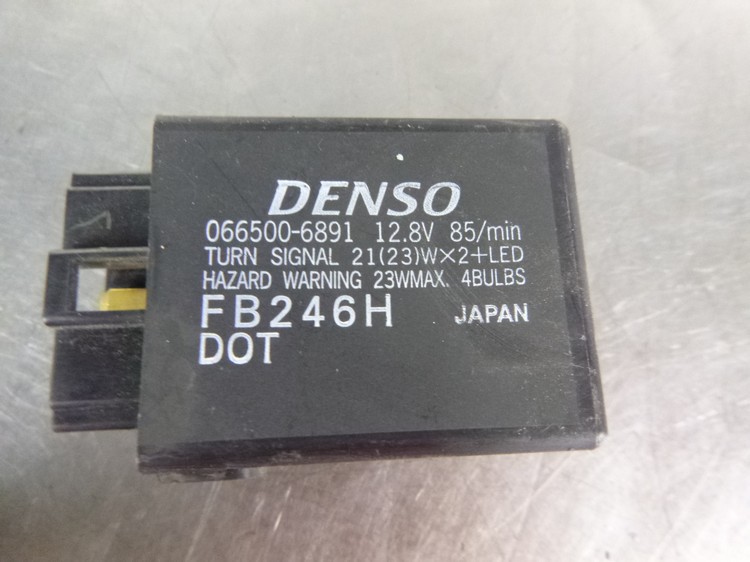 DENSO
066500-6891 12.8V 85/min
TURN SIGNAL 21(23)W×2+LED
HAZARD WARNING 23WMAX. 4BULBS
FB246H JAPAN
DOT